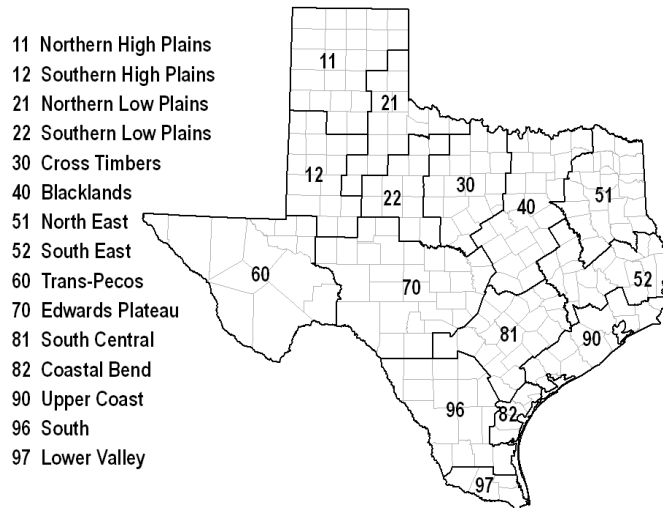 11 Northern High Plains
12 Southern High Plains
21 Northern Low Plains
22 Southern Low Plains
30 Cross Timbers
40 Blacklands
51 North East
52 South East
60 Trans-Pecos
70 Edwards Plateau
81 South Central
82 Coastal Bend
90 Upper Coast
96 South
97 Lower Valley
11
21
12
22
30
40
51
60
70
52
81
90
96
82
97